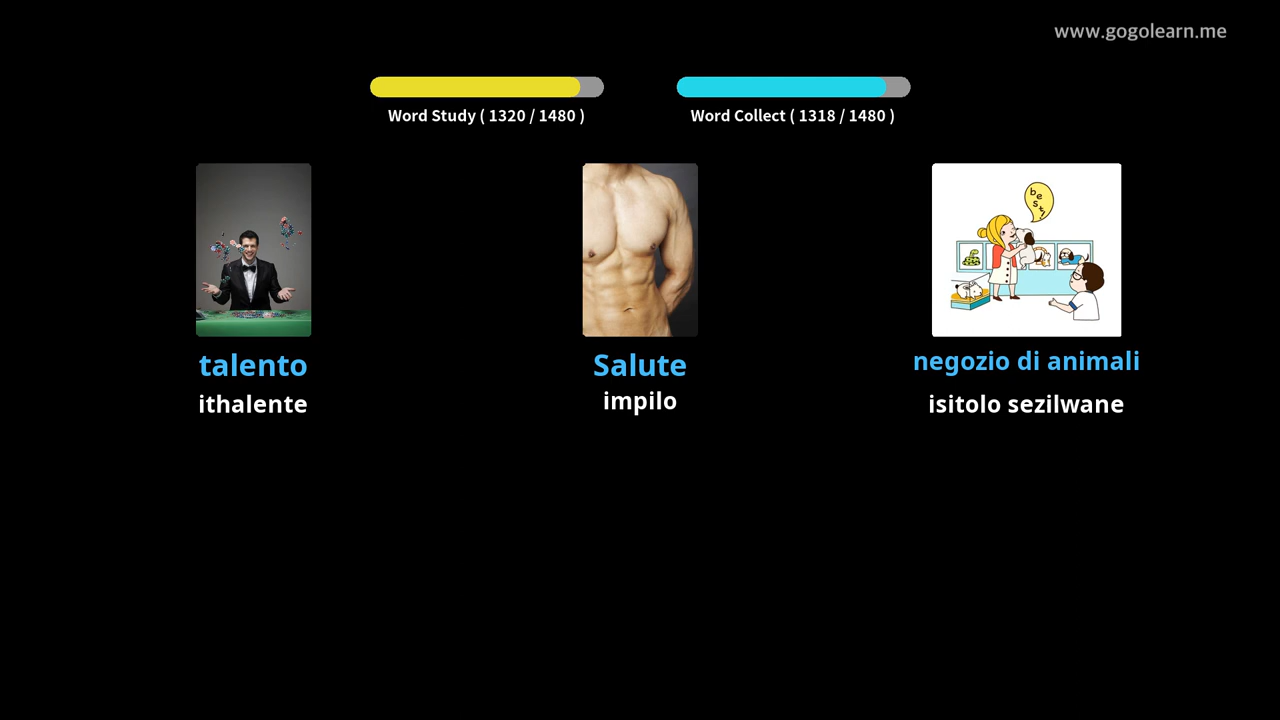 www.gogolearn.me
Word Study ( 1320 / 1480 )
Word Collect ( 1318 / 1480 )
best!
talento
Salute
negozio di animali
ithalente
impilo
isitolo sezilwane